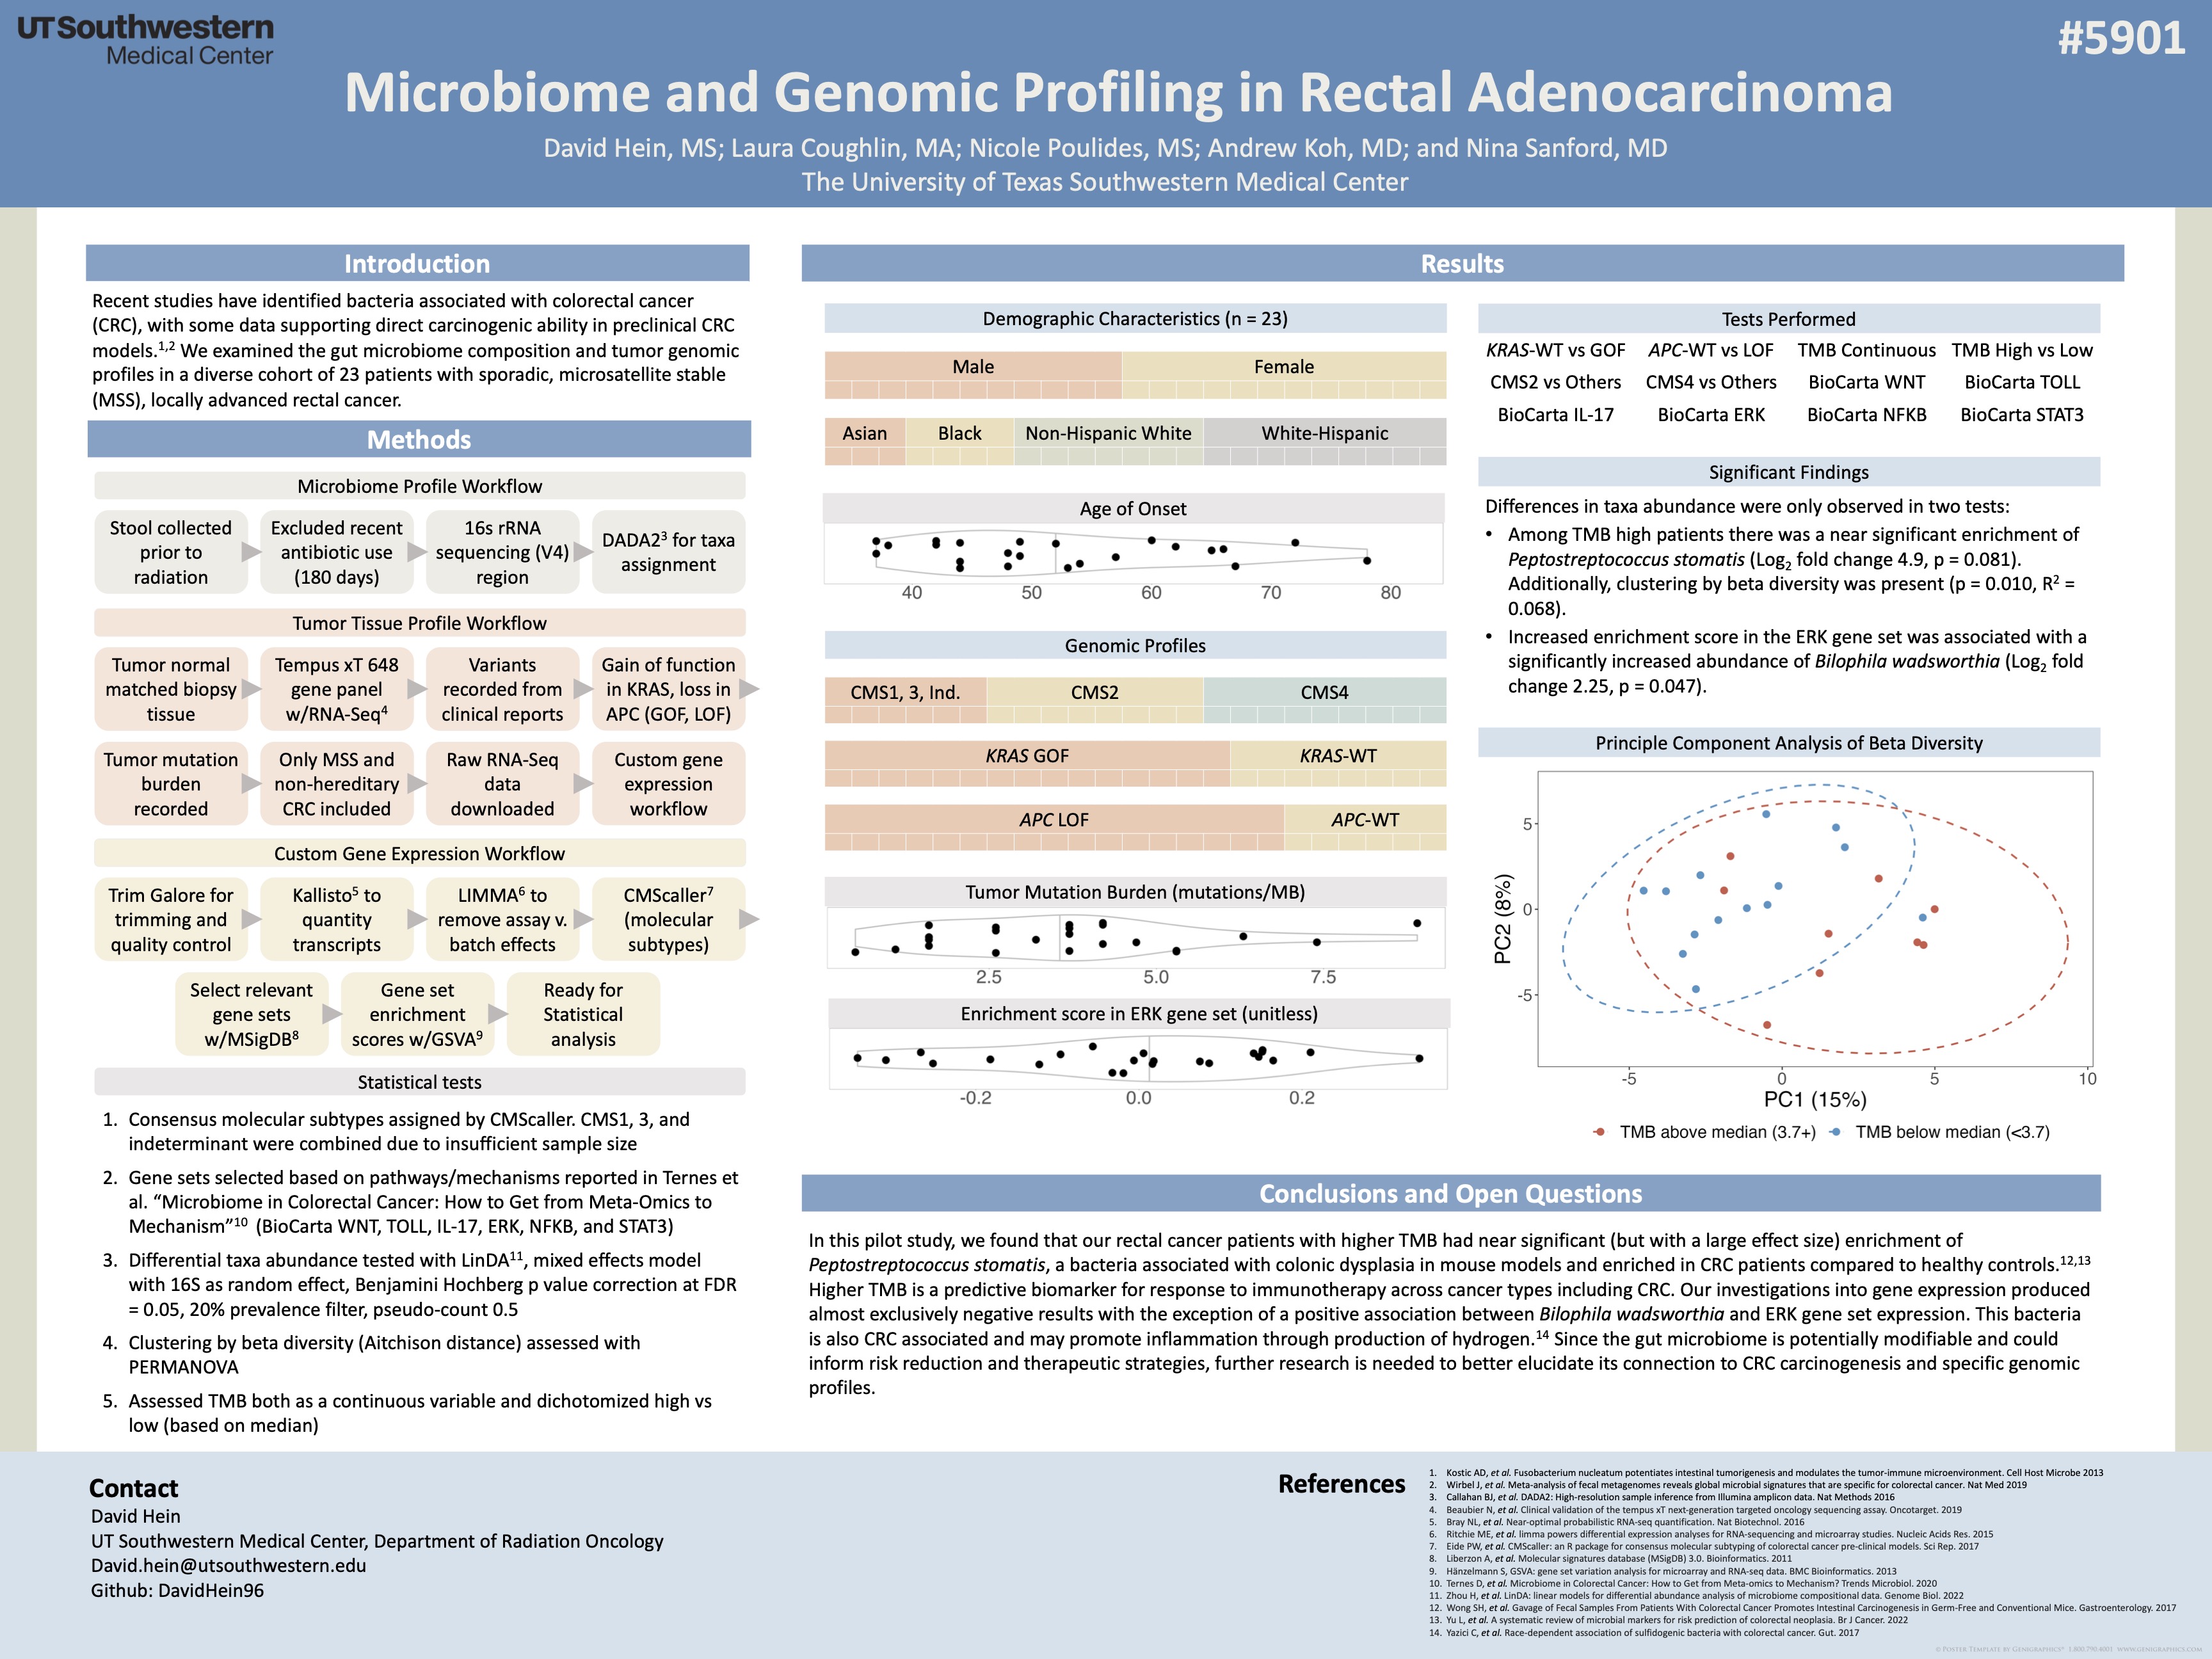 UTSouthwestern
Medical Center
#5901
Microbiome and Genomic Profiling in Rectal Adenocarcinoma
David Hein, MS; Laura Coughlin, MA; Nicole Poulides, MS; Andrew Koh, MD; and Nina Sanford, MD
The University of Texas Southwestern Medical Center
Introduction
Recent studies have identified bacteria associated with colorectal cancer
(CRC), with some data supporting direct carcinogenic ability in preclinical CRC
models.1,2 We examined the gut microbiome composition and tumor genomic
profiles in a diverse cohort of 23 patients with sporadic, microsatellite stable
(MSS), locally advanced rectal cancer.
Methods
Microbiome Profile Workflow
Stool collected
prior to
radiation
Excluded recent
antibiotic use
(180 days)
16s rRNA
sequencing (V4)
region
DADA23 for taxa
assignment
Tumor Tissue Profile Workflow
Tumor normal
matched biopsy
tissue
Tempus xT 648
gene panel
w/RNA-Seq4
Variants
recorded from
clinical reports
Gain of function
in KRAS, loss in
APC (GOF, LOF)
Tumor mutation
burden
recorded
Only MSS and
non-hereditary
CRC included
Raw RNA-Seq
data
downloaded
Custom gene
expression
workflow
Custom Gene Expression Workflow
Trim Galore for
trimming and
quality control
Kallisto5 to
quantity
transcripts
LIMMA6 to
remove assay v.
batch effects
CMScaller7
(molecular
subtypes)
Select relevant
gene sets
w/MSigDB8
Gene set
enrichment
scores w/GSVA9
Ready for
Statistical
analysis
Statistical tests
1. Consensus molecular subtypes assigned by CMScaller. CMS1, 3, and
indeterminant were combined due to insufficient sample size
2. Gene sets selected based on pathways/mechanisms reported in Ternes et
al. “Microbiome in Colorectal Cancer: How to Get from Meta-Omics to
Mechanism”10 (BioCarta WNT, TOLL, IL-17, ERK, NFKB, and STAT3)
3. Differential taxa abundance tested with LinDA11, mixed effects model
with 16S as random effect, Benjamini Hochberg p value correction at FDR
= 0.05, 20% prevalence filter, pseudo-count 0.5
4. Clustering by beta diversity (Aitchison distance) assessed with
PERMANOVA
5. Assessed TMB both as a continuous variable and dichotomized high vs
low (based on median)
Results
Demographic Characteristics (n = 23)
Male Female
Asian Black Non-Hispanic White White-Hispanic
Age of Onset
40 50 60 70 80
Genomic Profiles
CMS1, 3, Ind. CMS2 CMS4
KRAS GOF KRAS-WT
APC LOF APC-WT
Tumor Mutation Burden (mutations/MB)
2.5 5.0 7.5
Enrichment score in ERK gene set (unitless)
-0.2 0.0 0.2
Tests Performed
KRAS-WT vs GOF APC-WT vs LOF TMB Continuous TMB High vs Low
CMS2 vs Others CMS4 vs Others BioCarta WNT BioCarta TOLL
BioCarta IL-17 BioCarta ERK BioCarta NFKB BioCarta STAT3
Significant Findings
Differences in taxa abundance were only observed in two tests:
• Among TMB high patients there was a near significant enrichment of
Peptostreptococcus stomatis (Log2 fold change 4.9, p = 0.081).
Additionally, clustering by beta diversity was present (p = 0.010, R2 =
0.068).
• Increased enrichment score in the ERK gene set was associated with a
significantly increased abundance of Bilophila wadsworthia (Log2 fold
change 2.25, p = 0.047).
Principle Component Analysis of Beta Diversity
PC2 (8%)
5
0
-5
-5 0 5 10
PC1 (15%)
TMB above median (3.7+) TMB below median (<3.7)
Conclusions and Open Questions
In this pilot study, we found that our rectal cancer patients with higher TMB had near significant (but with a large effect size) enrichment of
Peptostreptococcus stomatis, a bacteria associated with colonic dysplasia in mouse models and enriched in CRC patients compared to healthy controls.12,13
Higher TMB is a predictive biomarker for response to immunotherapy across cancer types including CRC. Our investigations into gene expression produced
almost exclusively negative results with the exception of a positive association between Bilophila wadsworthia and ERK gene set expression. This bacteria
is also CRC associated and may promote inflammation through production of hydrogen.14 Since the gut microbiome is potentially modifiable and could
inform risk reduction and therapeutic strategies, further research is needed to better elucidate its connection to CRC carcinogenesis and specific genomic
profiles.
Contact
David Hein
UT Southwestern Medical Center, Department of Radiation Oncology
David.hein@utsouthwestern.edu
Github: DavidHein96
References
1. Kostic AD, et al. Fusobacterium nucleatum potentiates intestinal tumorigenesis and modulates the tumor-immune microenvironment. Cell Host Microbe 2013
2. Wirbel J, et al. Meta-analysis of fecal metagenomes reveals global microbial signatures that are specific for colorectal cancer. Nat Med 2019
3. Callahan BJ, et al. DADA2: High-resolution sample inference from Illumina amplicon data. Nat Methods 2016
4. Beaubier N, et al. Clinical validation of the tempus xT next-generation targeted oncology sequencing assay. Oncotarget. 2019
5. Bray NL, et al. Near-optimal probabilistic RNA-seq quantification. Nat Biotechnol. 2016
6. Ritchie ME, et al. limma powers differential expression analyses for RNA-sequencing and microarray studies. Nucleic Acids Res. 2015
7. Eide PW, et al. CMScaller: an R package for consensus molecular subtyping of colorectal cancer pre-clinical models. Sci Rep. 2017
8. Liberzon A, et al. Molecular signatures database (MSigDB) 3.0. Bioinformatics. 2011
9. Hänzelmann S, GSVA: gene set variation analysis for microarray and RNA-seq data. BMC Bioinformatics. 2013
10. Ternes D, et al. Microbiome in Colorectal Cancer: How to Get from Meta-omics to Mechanism? Trends Microbiol. 2020
11. Zhou H, et al. LinDA: linear models for differential abundance analysis of microbiome compositional data. Genome Biol. 2022
12. Wong SH, et al. Gavage of Fecal Samples From Patients With Colorectal Cancer Promotes Intestinal Carcinogenesis in Germ-Free and Conventional Mice. Gastroenterology. 2017
13. Yu L, et al. A systematic review of microbial markers for risk prediction of colorectal neoplasia. Br J Cancer. 2022
14. Yazici C, et al. Race-dependent association of sulfidogenic bacteria with colorectal cancer. Gut. 2017
© POSTER TEMPLATE BY GENIGRAPHICS® 1.800.790.4001 WWW.GENIGRAPHICS.COM